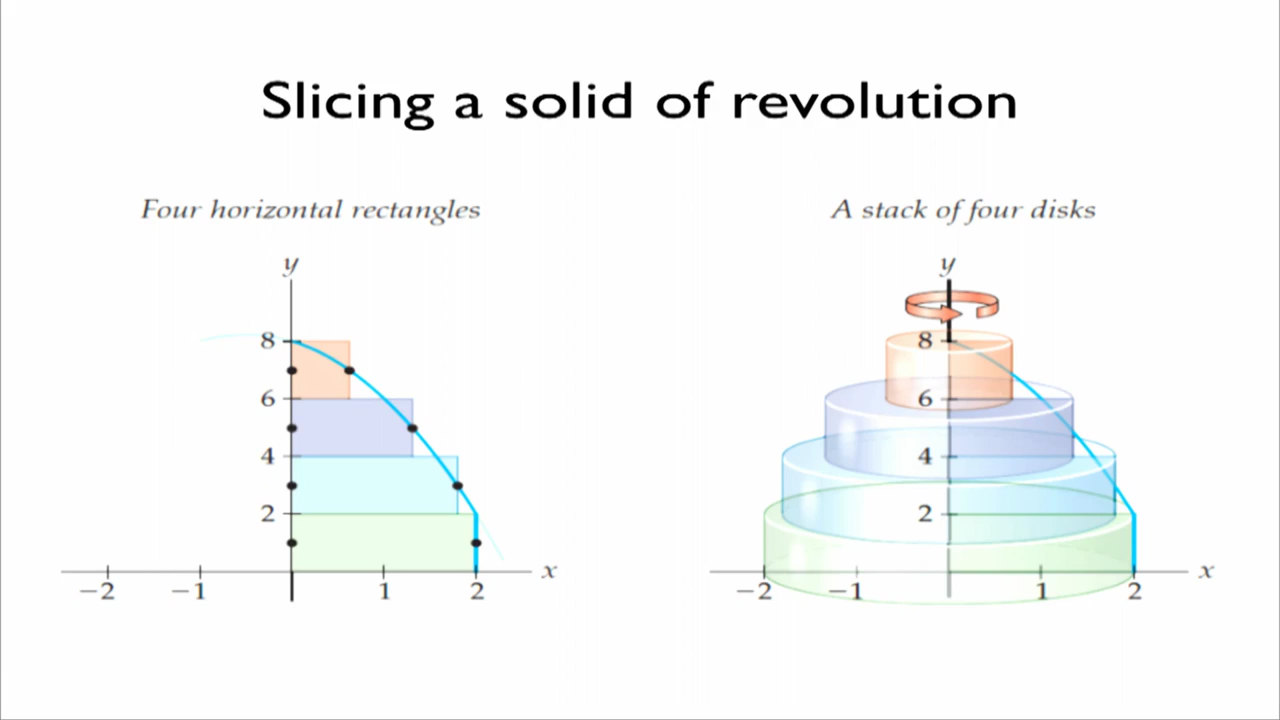 Slicing a solid of revolution
Four horizontal rectangles
y
8
6
4
2
−2 −1 1 2 x
A stack of four disks
y
8
6
4
2
−2 −1 1 2 x